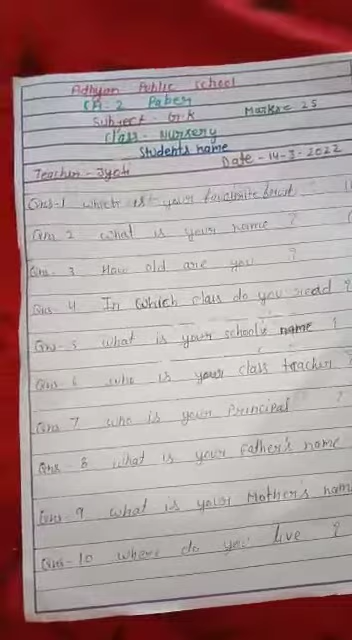 Adhyan Public school
CH. 2 Paper
Subject - G.K Marks = 25
Class - Nursery
Students name
Teacher - Jyoti Date - 14-3-2022
Qns-1 which is your favourite fruit ?
Qns 2 what is your name ?
Qns. 3 How old are you ?
Qns 4 In which class do you read ?
Qns-5 what is your school's name ?
Qns 6 who is your class teacher ?
Qns 7 who is your Principal ?
Qns 8 what is your Father's name
Qns 9 what is your Mother's nam
Qns-10 where do you live ?